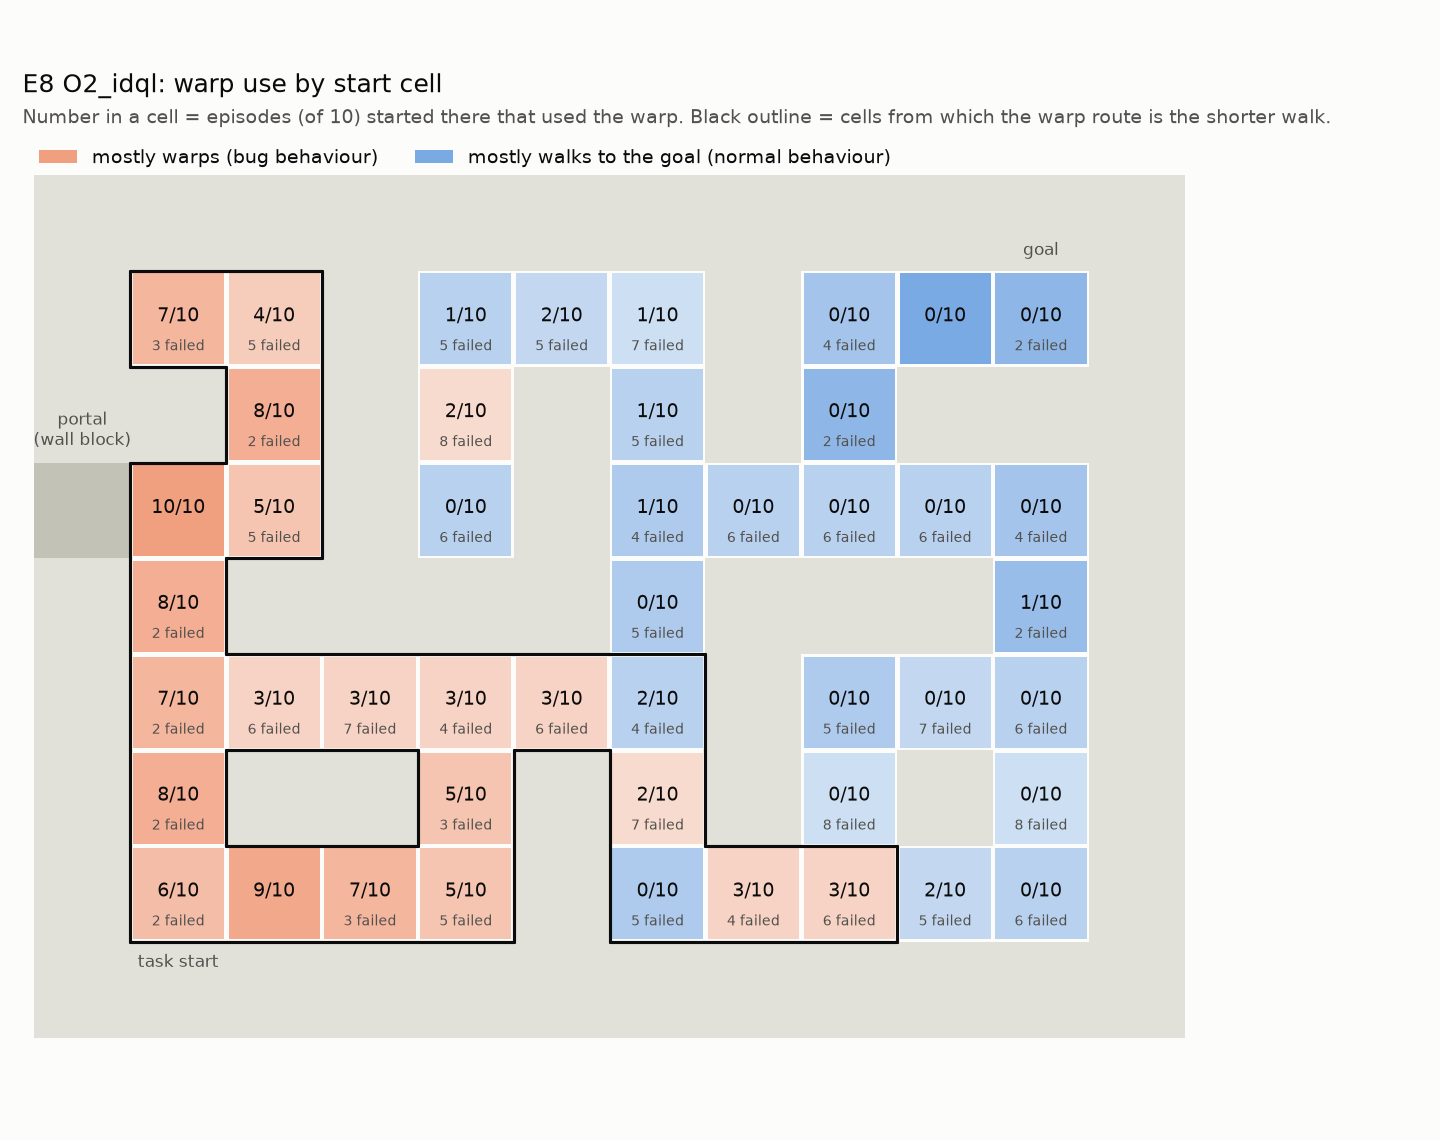 E8 O2_idql: warp use by start cell
Number in a cell = episodes (of 10) started there that used the warp. Black outline = cells from which the warp route is the shorter walk.
mostly warps (bug behaviour) mostly walks to the goal (normal behaviour)
goal
7/10 4/10 1/10 2/10 1/10 0/10 0/10 0/10
3 failed 5 failed 5 failed 5 failed 7 failed 4 failed 2 failed
8/10 2/10 1/10 0/10
2 failed 8 failed 5 failed 2 failed
portal
(wall block)
10/10 5/10 0/10 1/10 0/10 0/10 0/10 0/10
5 failed 6 failed 4 failed 6 failed 6 failed 6 failed 4 failed
8/10 0/10 1/10
2 failed 5 failed 2 failed
7/10 3/10 3/10 3/10 3/10 2/10 0/10 0/10 0/10
2 failed 6 failed 7 failed 4 failed 6 failed 4 failed 5 failed 7 failed 6 failed
8/10 5/10 2/10 0/10 0/10
2 failed 3 failed 7 failed 8 failed 8 failed
6/10 9/10 7/10 5/10 0/10 3/10 3/10 2/10 0/10
2 failed 3 failed 5 failed 5 failed 4 failed 6 failed 5 failed 6 failed
task start